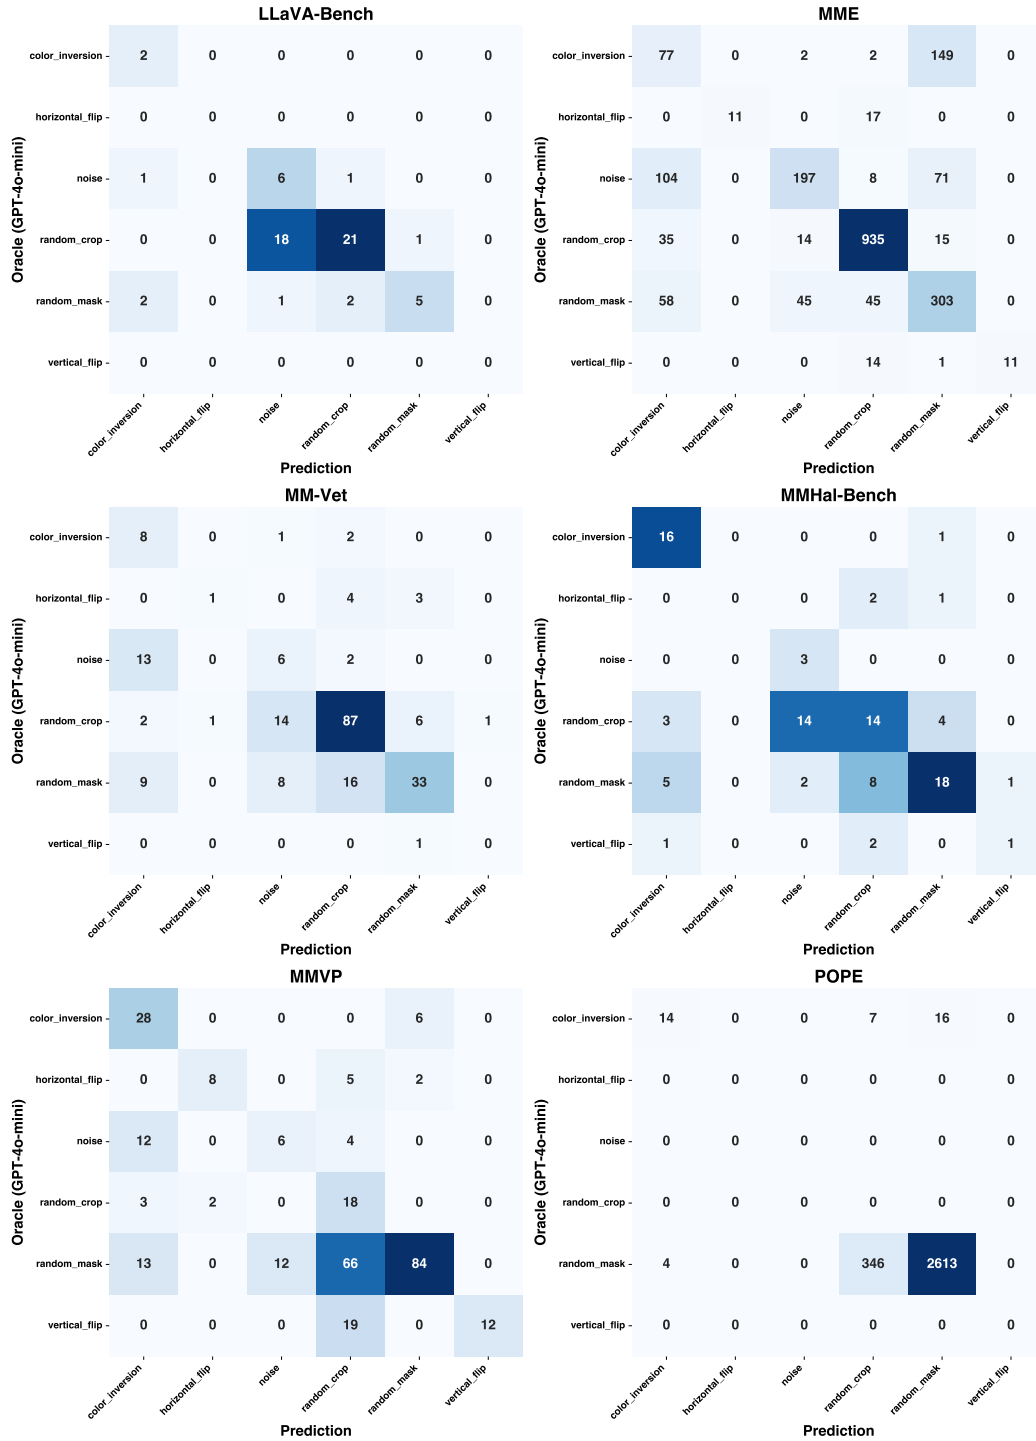 LLaVA-Bench
Oracle (GPT-4o-mini)
color_inversion 2 0 0 0 0 0
horizontal_flip 0 0 0 0 0 0
noise 1 0 6 1 0 0
random_crop 0 0 18 21 1 0
random_mask 2 0 1 2 5 0
vertical_flip 0 0 0 0 0 0
color_inversion horizontal_flip noise random_crop random_mask vertical_flip
Prediction
MME
Oracle (GPT-4o-mini)
color_inversion 77 0 2 2 149 0
horizontal_flip 0 11 0 17 0 0
noise 104 0 197 8 71 0
random_crop 35 0 14 935 15 0
random_mask 58 0 45 45 303 0
vertical_flip 0 0 0 14 1 11
color_inversion horizontal_flip noise random_crop random_mask vertical_flip
Prediction
MM-Vet
Oracle (GPT-4o-mini)
color_inversion 8 0 1 2 0 0
horizontal_flip 0 1 0 4 3 0
noise 13 0 6 2 0 0
random_crop 2 1 14 87 6 1
random_mask 9 0 8 16 33 0
vertical_flip 0 0 0 0 1 0
color_inversion horizontal_flip noise random_crop random_mask vertical_flip
Prediction
MMHal-Bench
Oracle (GPT-4o-mini)
color_inversion 16 0 0 0 1 0
horizontal_flip 0 0 0 2 1 0
noise 0 0 3 0 0 0
random_crop 3 0 14 14 4 0
random_mask 5 0 2 8 18 1
vertical_flip 1 0 0 2 0 1
color_inversion horizontal_flip noise random_crop random_mask vertical_flip
Prediction
MMVP
Oracle (GPT-4o-mini)
color_inversion 28 0 0 0 6 0
horizontal_flip 0 8 0 5 2 0
noise 12 0 6 4 0 0
random_crop 3 2 0 18 0 0
random_mask 13 0 12 66 84 0
vertical_flip 0 0 0 19 0 12
color_inversion horizontal_flip noise random_crop random_mask vertical_flip
Prediction
POPE
Oracle (GPT-4o-mini)
color_inversion 14 0 0 7 16 0
horizontal_flip 0 0 0 0 0 0
noise 0 0 0 0 0 0
random_crop 0 0 0 0 0 0
random_mask 4 0 0 346 2613 0
vertical_flip 0 0 0 0 0 0
color_inversion horizontal_flip noise random_crop random_mask vertical_flip
Prediction